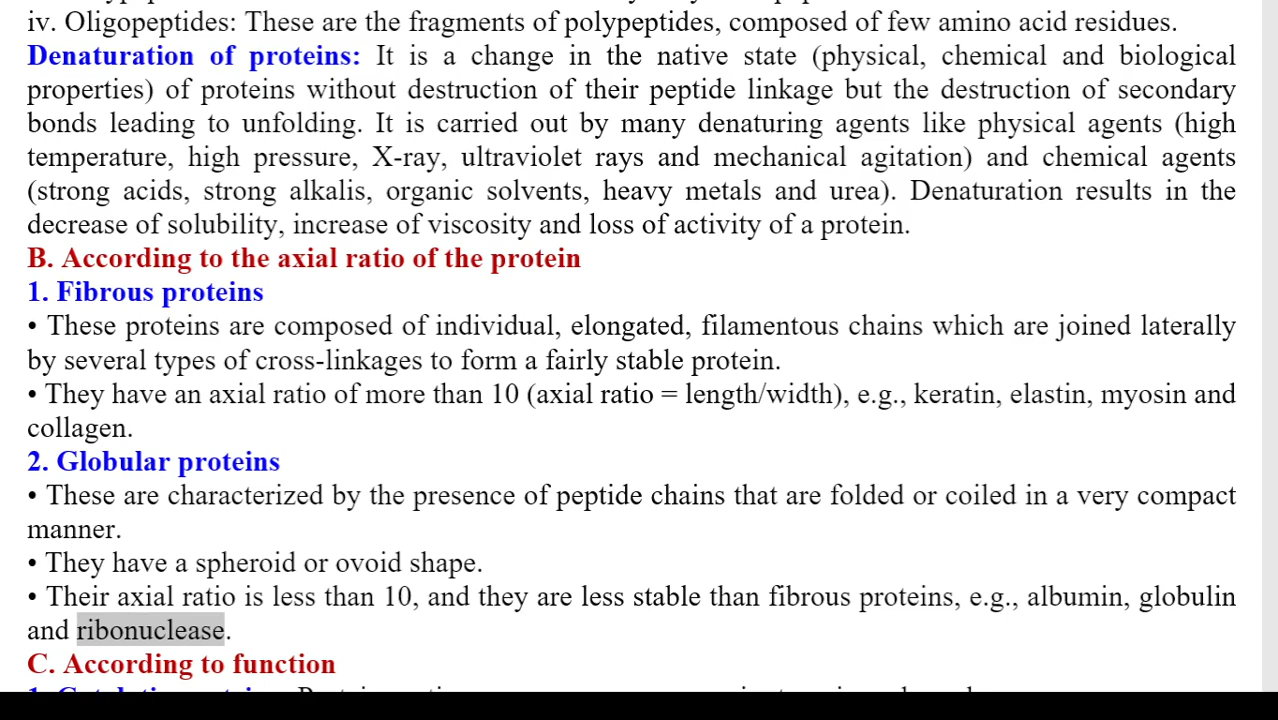 iv. Oligopeptides: These are the fragments of polypeptides, composed of few amino acid residues.
Denaturation of proteins: It is a change in the native state (physical, chemical and biological
properties) of proteins without destruction of their peptide linkage but the destruction of secondary
bonds leading to unfolding. It is carried out by many denaturing agents like physical agents (high
temperature, high pressure, X-ray, ultraviolet rays and mechanical agitation) and chemical agents
(strong acids, strong alkalis, organic solvents, heavy metals and urea). Denaturation results in the
decrease of solubility, increase of viscosity and loss of activity of a protein.
B. According to the axial ratio of the protein
1. Fibrous proteins
• These proteins are composed of individual, elongated, filamentous chains which are joined laterally
by several types of cross-linkages to form a fairly stable protein.
• They have an axial ratio of more than 10 (axial ratio = length/width), e.g., keratin, elastin, myosin and
collagen.
2. Globular proteins
• These are characterized by the presence of peptide chains that are folded or coiled in a very compact
manner.
• They have a spheroid or ovoid shape.
• Their axial ratio is less than 10, and they are less stable than fibrous proteins, e.g., albumin, globulin
and ribonuclease.
C. According to function